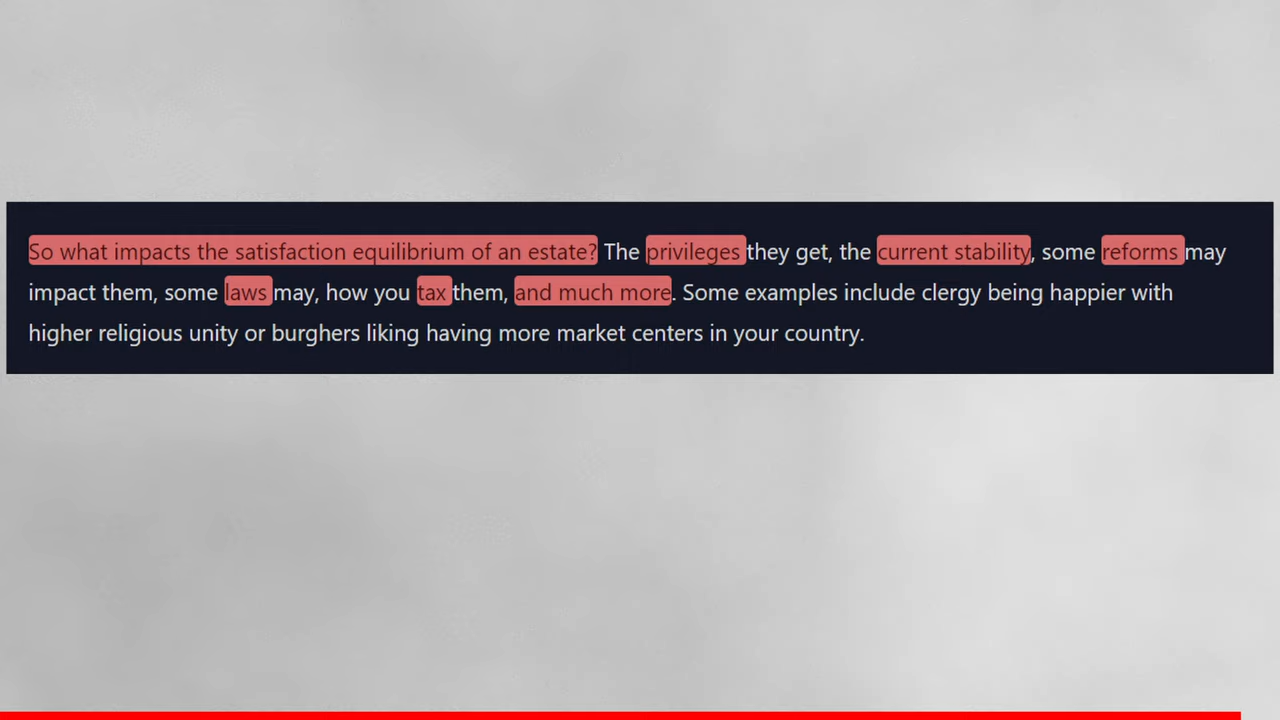 So what impacts the satisfaction equilibrium of an estate? The privileges they get, the current stability, some reforms may
impact them, some laws may, how you tax them, and much more. Some examples include clergy being happier with
higher religious unity or burghers liking having more market centers in your country.